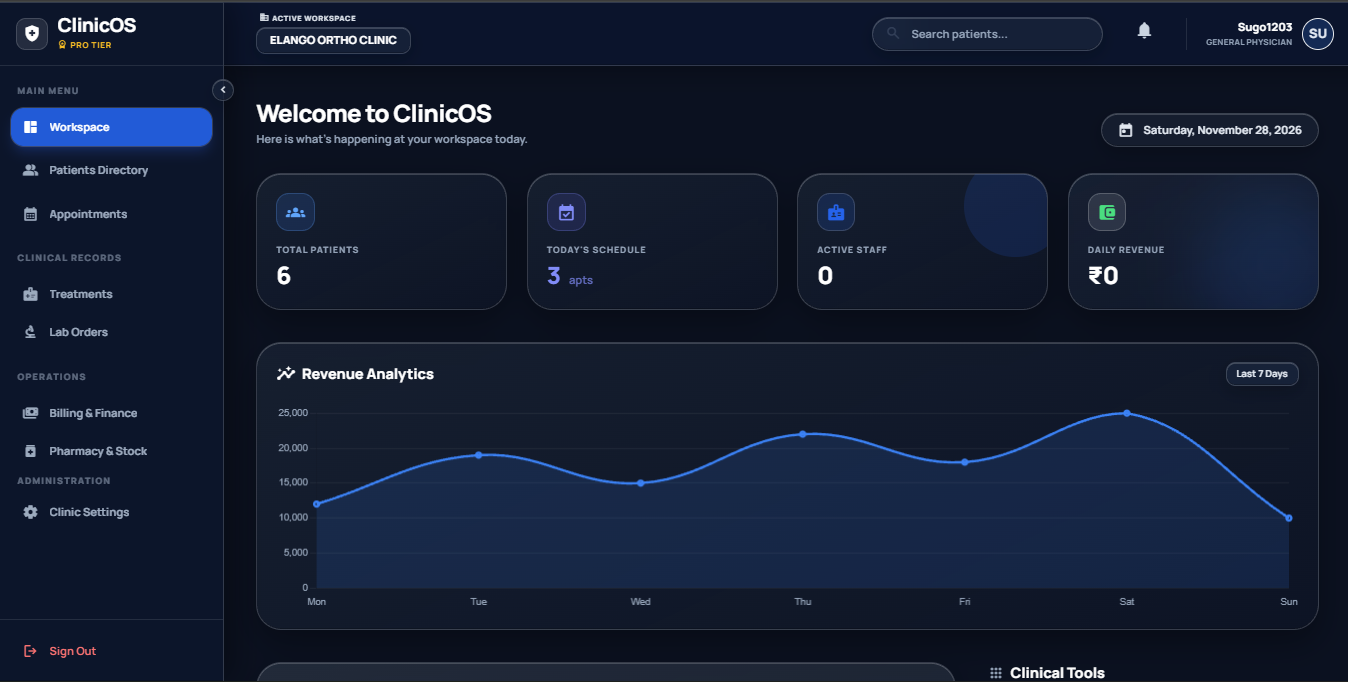 ClinicOS
PRO TIER
ACTIVE WORKSPACE
ELANGO ORTHO CLINIC
Search patients...
Sugo1203
GENERAL PHYSICIAN
SU
MAIN MENU
Workspace
Patients Directory
Appointments
CLINICAL RECORDS
Treatments
Lab Orders
OPERATIONS
Billing & Finance
Pharmacy & Stock
ADMINISTRATION
Clinic Settings
Sign Out
Welcome to ClinicOS
Here is what's happening at your workspace today.
Saturday, November 28, 2026
TOTAL PATIENTS
6
TODAY'S SCHEDULE
3 apts
ACTIVE STAFF
0
DAILY REVENUE
₹0
Revenue Analytics
Last 7 Days
25,000
20,000
15,000
10,000
5,000
0
Mon Tue Wed Thu Fri Sat Sun
Clinical Tools